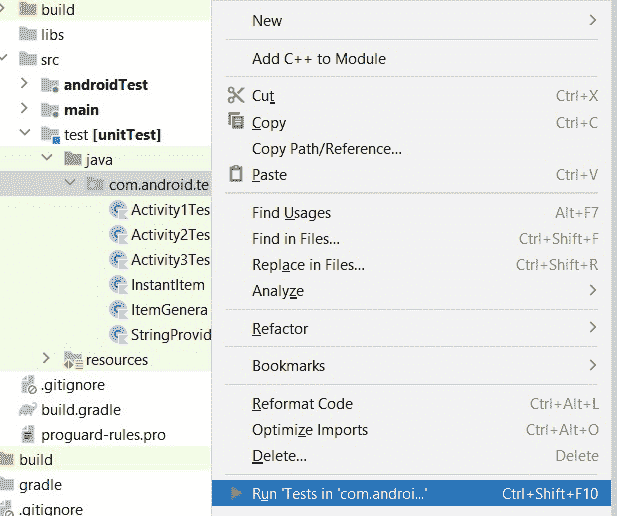 build
libs
src
androidTest
main
test [unitTest]
java
com.android.te
Activity1Tes
Activity2Tes
Activity3Tes
InstantItem
ItemGenera
StringProvid
resources
.gitignore
build.gradle
proguard-rules.pro
build
gradle
.gitignore
New
Add C++ to Module
Cut Ctrl+X
Copy Ctrl+C
Copy Path/Reference...
Paste Ctrl+V
Find Usages Alt+F7
Find in Files... Ctrl+Shift+F
Replace in Files... Ctrl+Shift+R
Analyze
Refactor
Bookmarks
Reformat Code Ctrl+Alt+L
Optimize Imports Ctrl+Alt+O
Delete... Delete
Run 'Tests in 'com.androi...'' Ctrl+Shift+F10